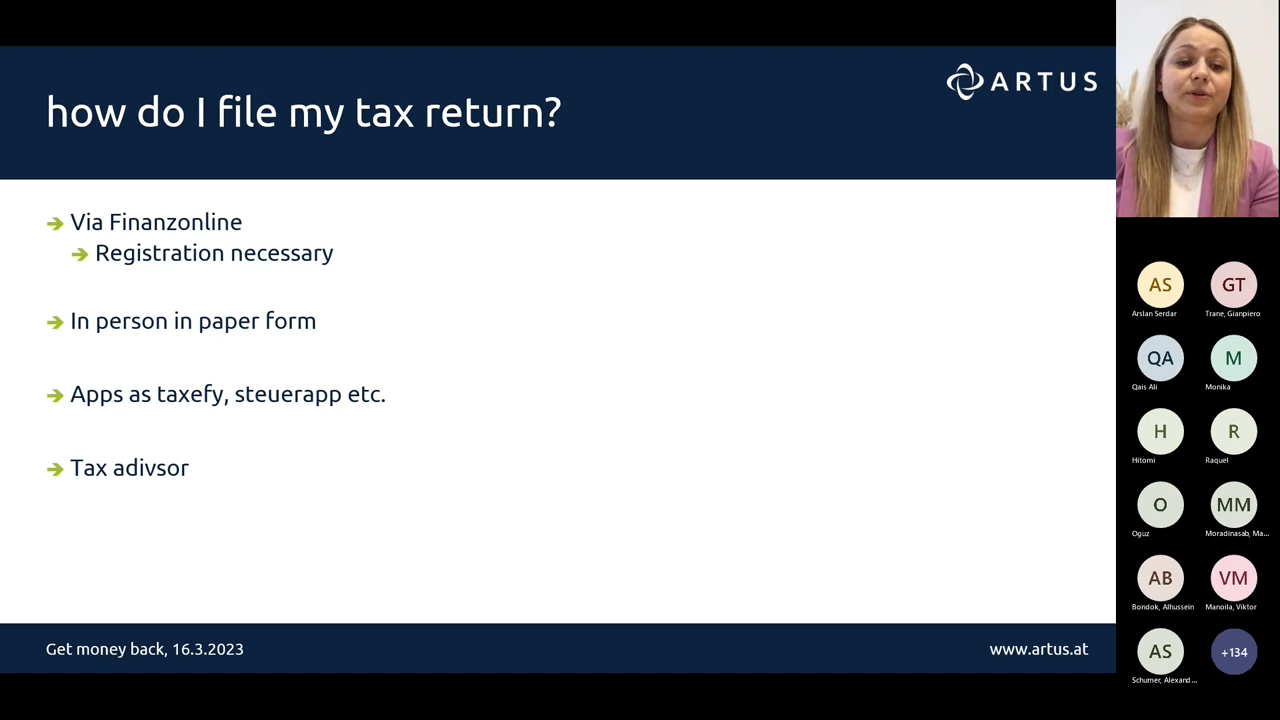 ARTUS
how do I file my tax return?
Via Finanzonline
Registration necessary
In person in paper form
Apps as taxefy, steuerapp etc.
Tax adivsor
Get money back, 16.3.2023
www.artus.at
AS GT
Arslan Serdar Trane, Gianpiero
QA M
Qais Ali Monika
H R
Hitomi Raquel
O MM
Oguz Moradinasab, Ma...
AB VM
Bondok, Alhussein Manoila, Viktor
AS +134
Schumer, Alexand...